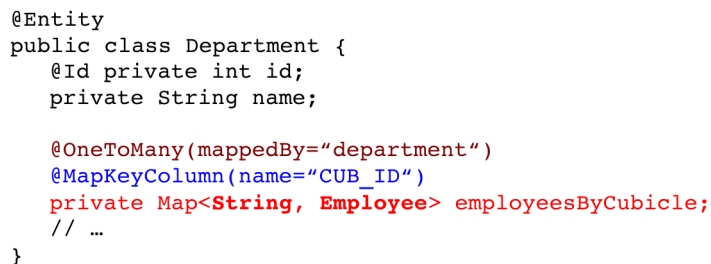 @Entity
public class Department {
@Id private int id;
private String name;
@OneToMany(mappedBy=“department“)
@MapKeyColumn(name=“CUB_ID“)
private Map<String, Employee> employeesByCubicle;
// …
}